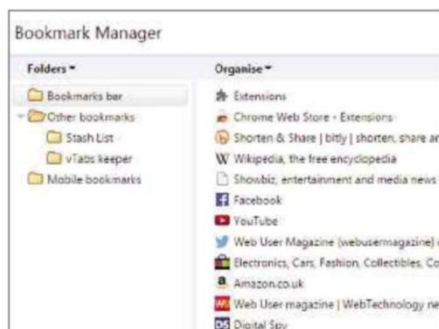 Bookmark Manager
Folders
Organise
Bookmarks bar
Other bookmarks
Stash List
vTabs keeper
Mobile bookmarks
Extensions
Chrome Web Store - Extensions
Shorten & Share | bitly | shorten, share ar
Wikipedia, the free encyclopedia
Showbiz, entertainment and media news
Facebook
YouTube
Web User Magazine (webusermagazine)
Electronics, Cars, Fashion, Collectibles, Co
Amazon.co.uk
Web User magazine | WebTechnology ne
Digital Spy